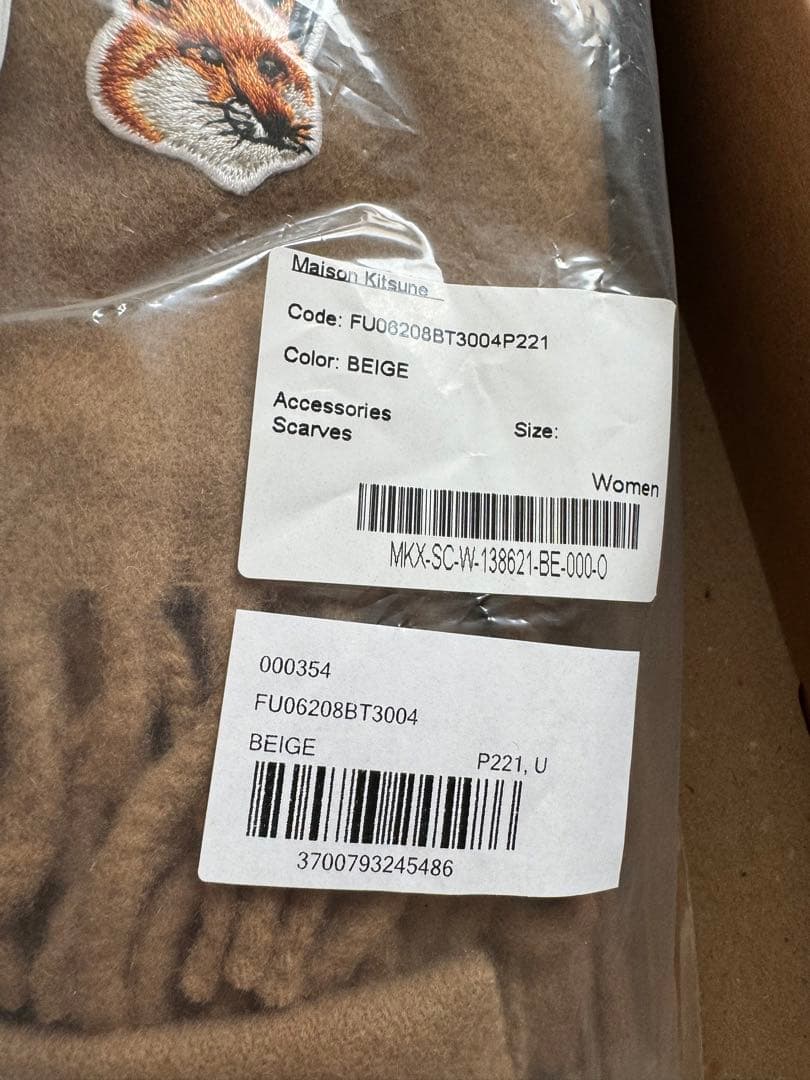 Maison Kitsune
Code: FU06208BT3004P221
Color: BEIGE
Accessories
Scarves
Size:
Women
MKX-SC-W-138621-BE-000-O
000354
FU06208BT3004
BEIGE
P221, U
3700793245486